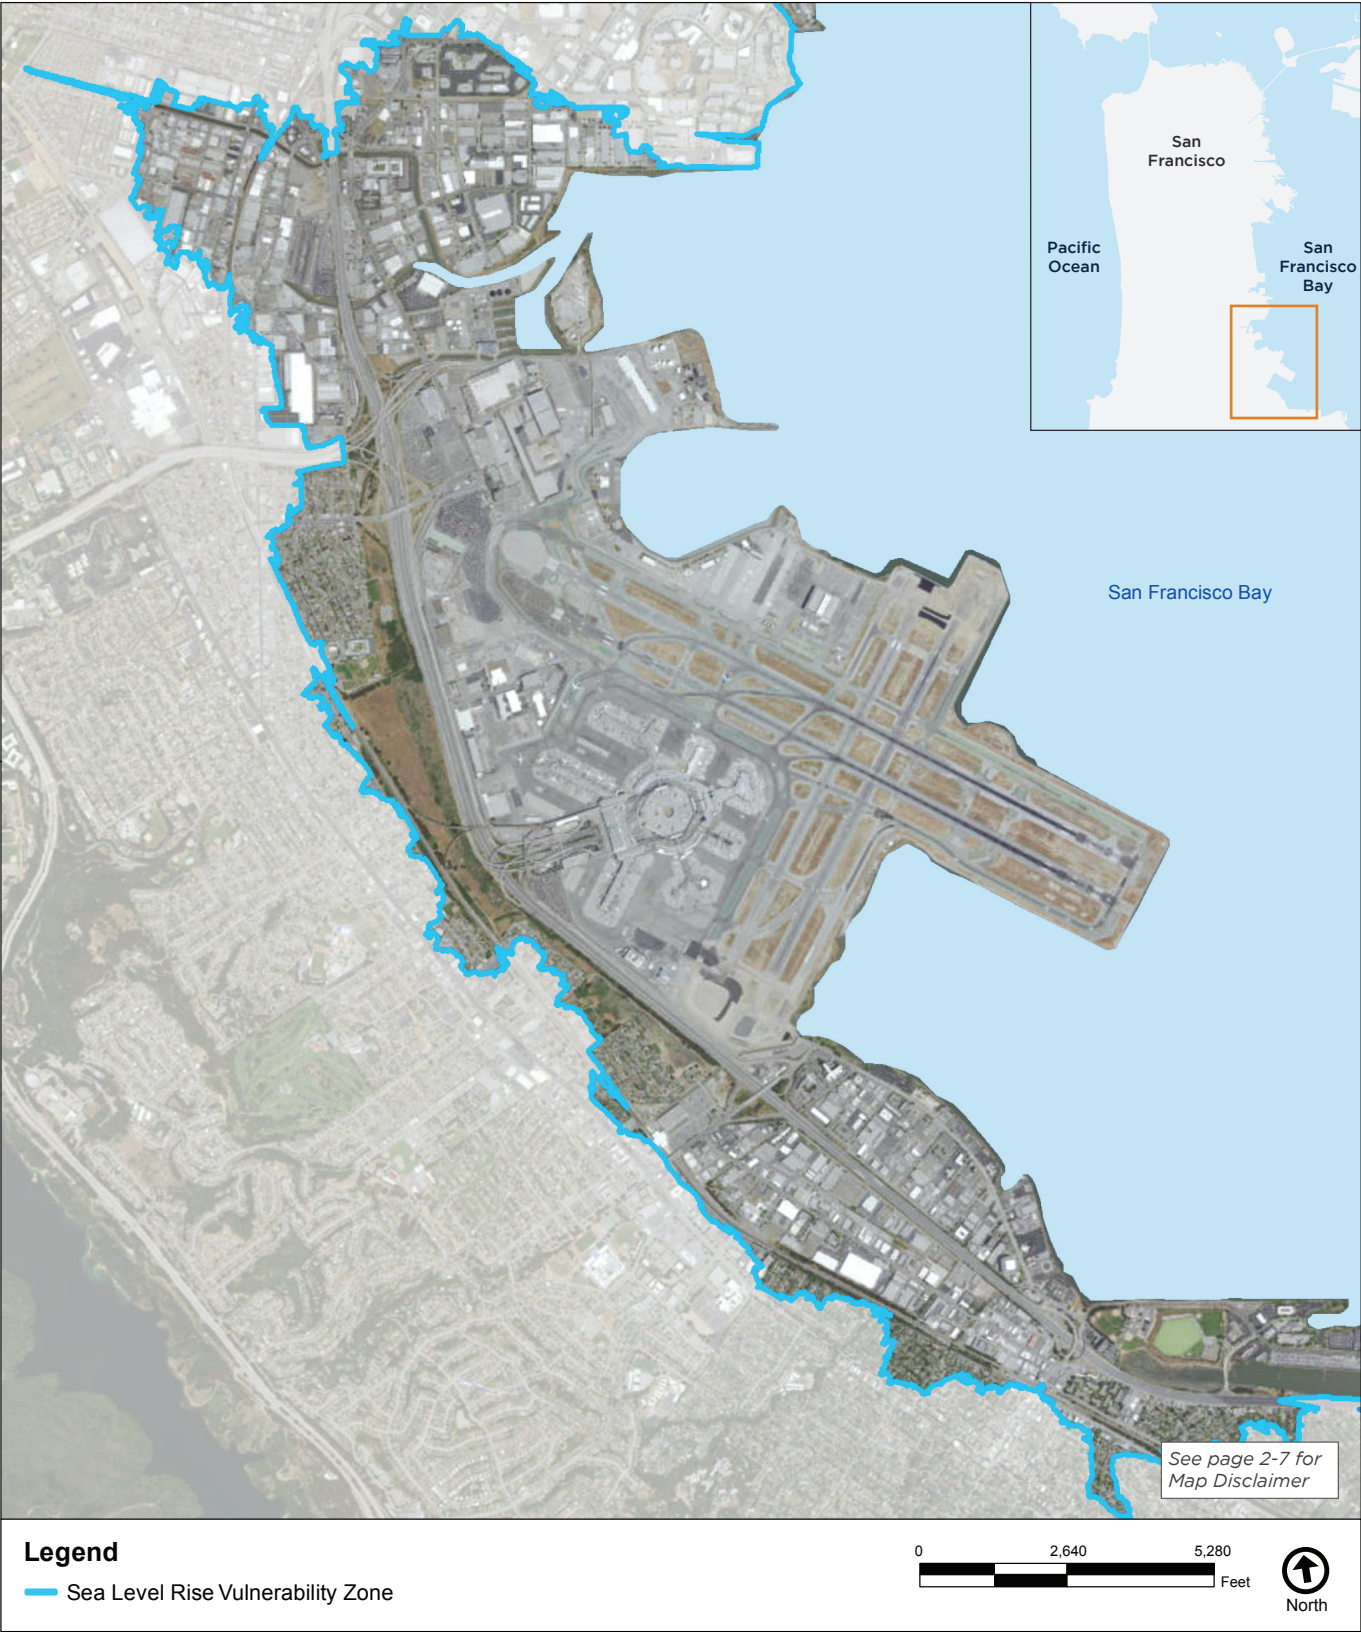 San
Francisco
Pacific
Ocean
San
Francisco
Bay
San Francisco Bay
See page 2-7 for
Map Disclaimer
Legend
Sea Level Rise Vulnerability Zone
0 2,640 5,280
Feet
North